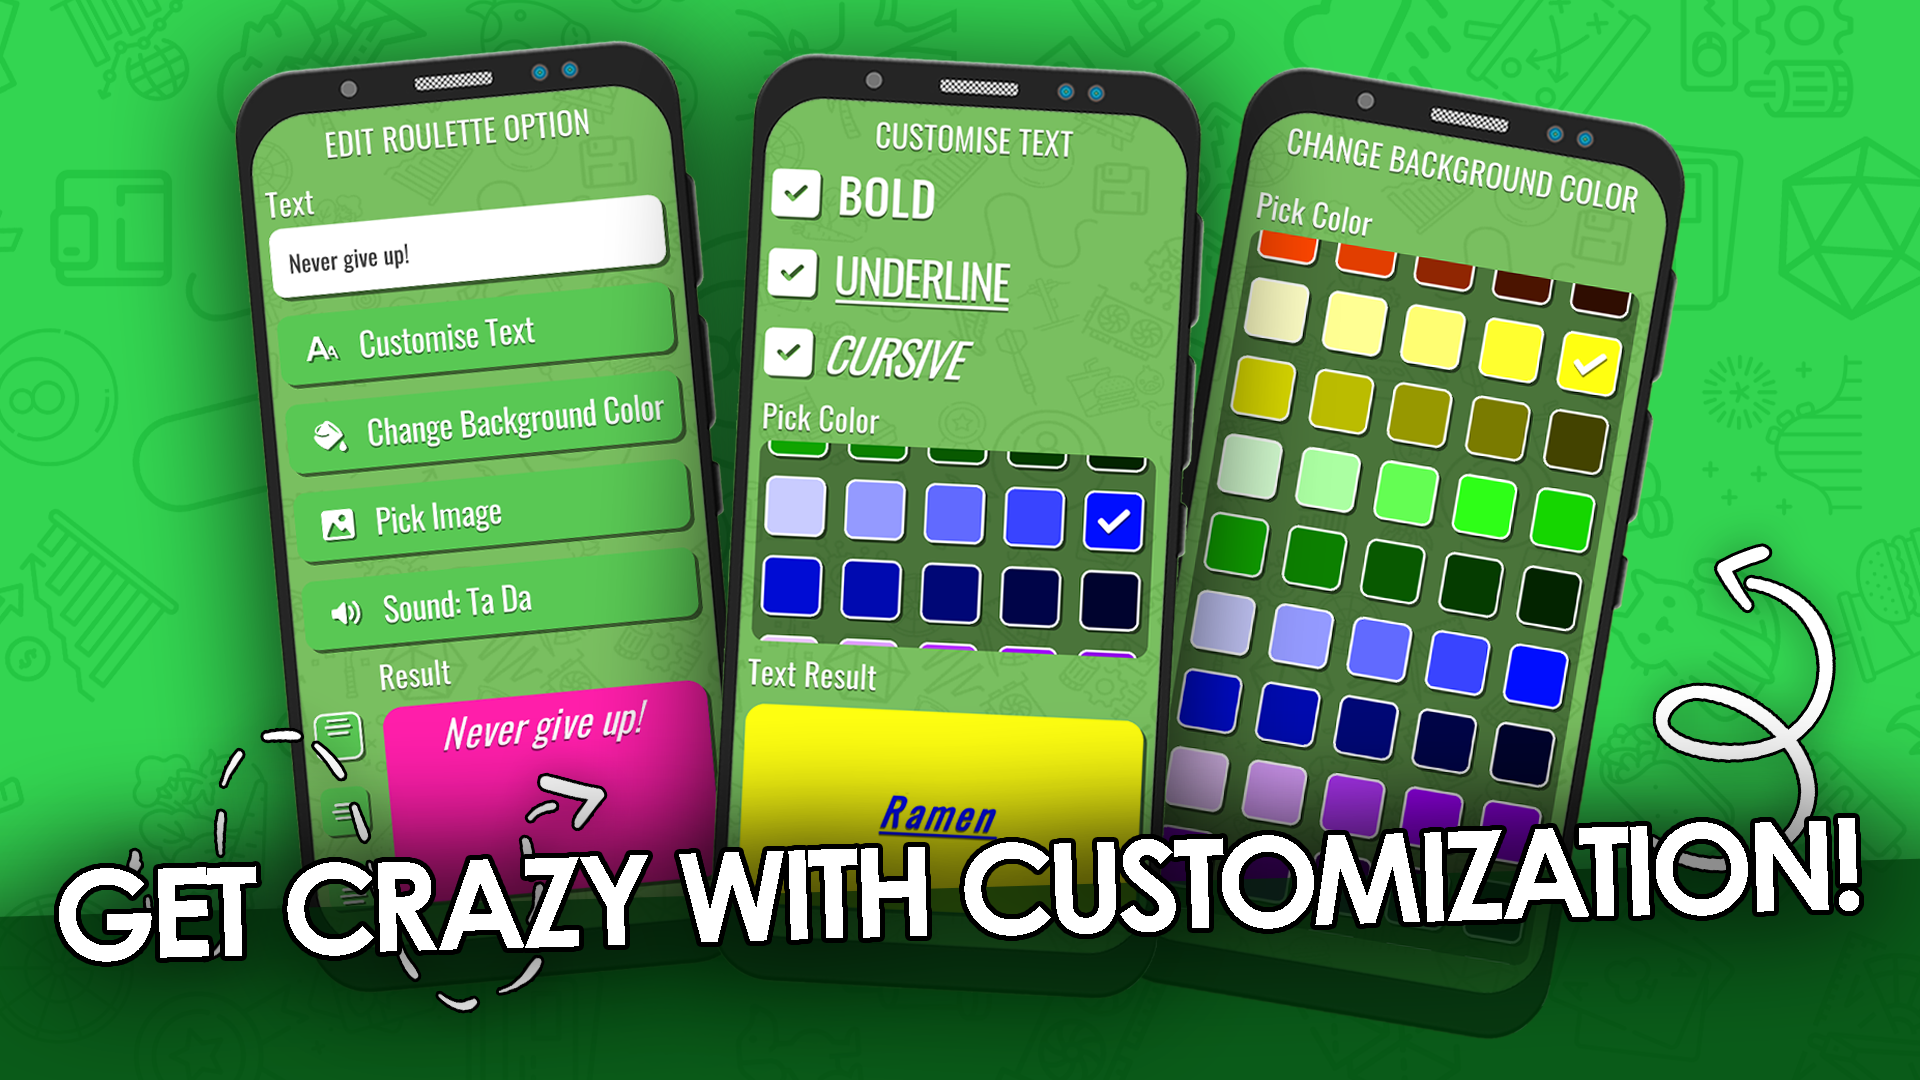 EDIT ROULETTE OPTION
Text
Never give up!
Customise Text
Change Background Color
Pick Image
Sound: Ta Da
Result
Never give up!
CUSTOMISE TEXT
BOLD
UNDERLINE
CURSIVE
Pick Color
Text Result
Ramen
CHANGE BACKGROUND COLOR
Pick Color
GET CRAZY WITH CUSTOMIZATION!